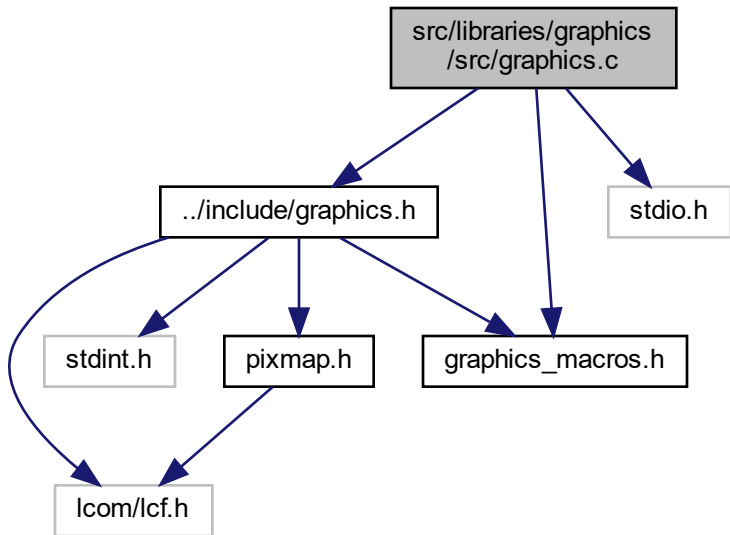 src/libraries/graphics
/src/graphics.c
../include/graphics.h
stdio.h
stdint.h
pixmap.h
graphics_macros.h
lcom/lcf.h